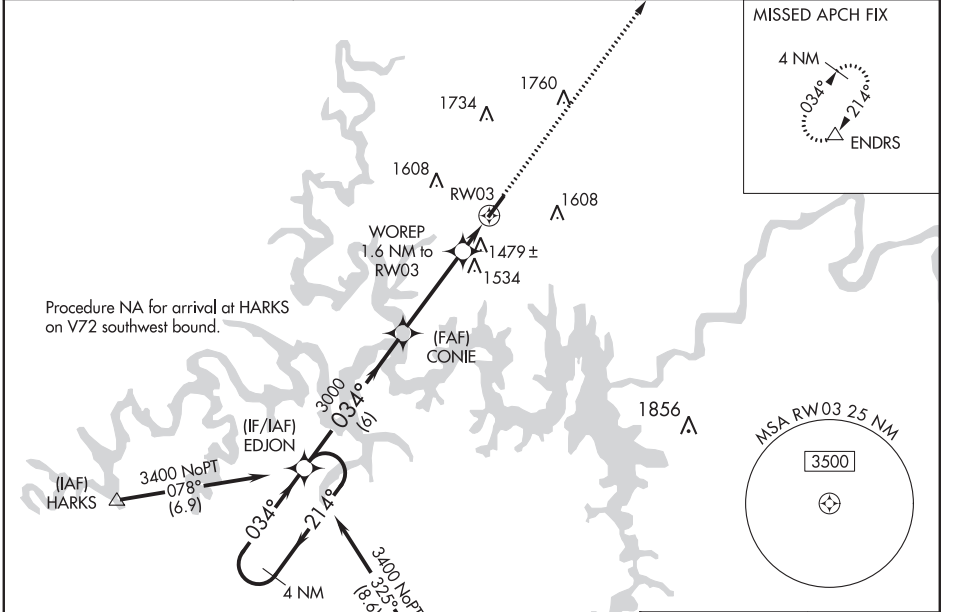 MISSED APCH FIX
4 NM
034°
214°
ENDRS
1760
1734
1608
RW03
1608
WOREP
1.6 NM to
RW03
1479 ±
1534
Procedure NA for arrival at HARKS
on V72 southwest bound.
(FAF)
CONIE
3000
034°
(6)
1856
MSA RW03 25 NM
3500
(IF/IAF)
EDJON
(IAF)
HARKS
3400 NoPT
078°
(6.9)
034°
214°
4 NM
3400 NoPT
325°
(8.6)